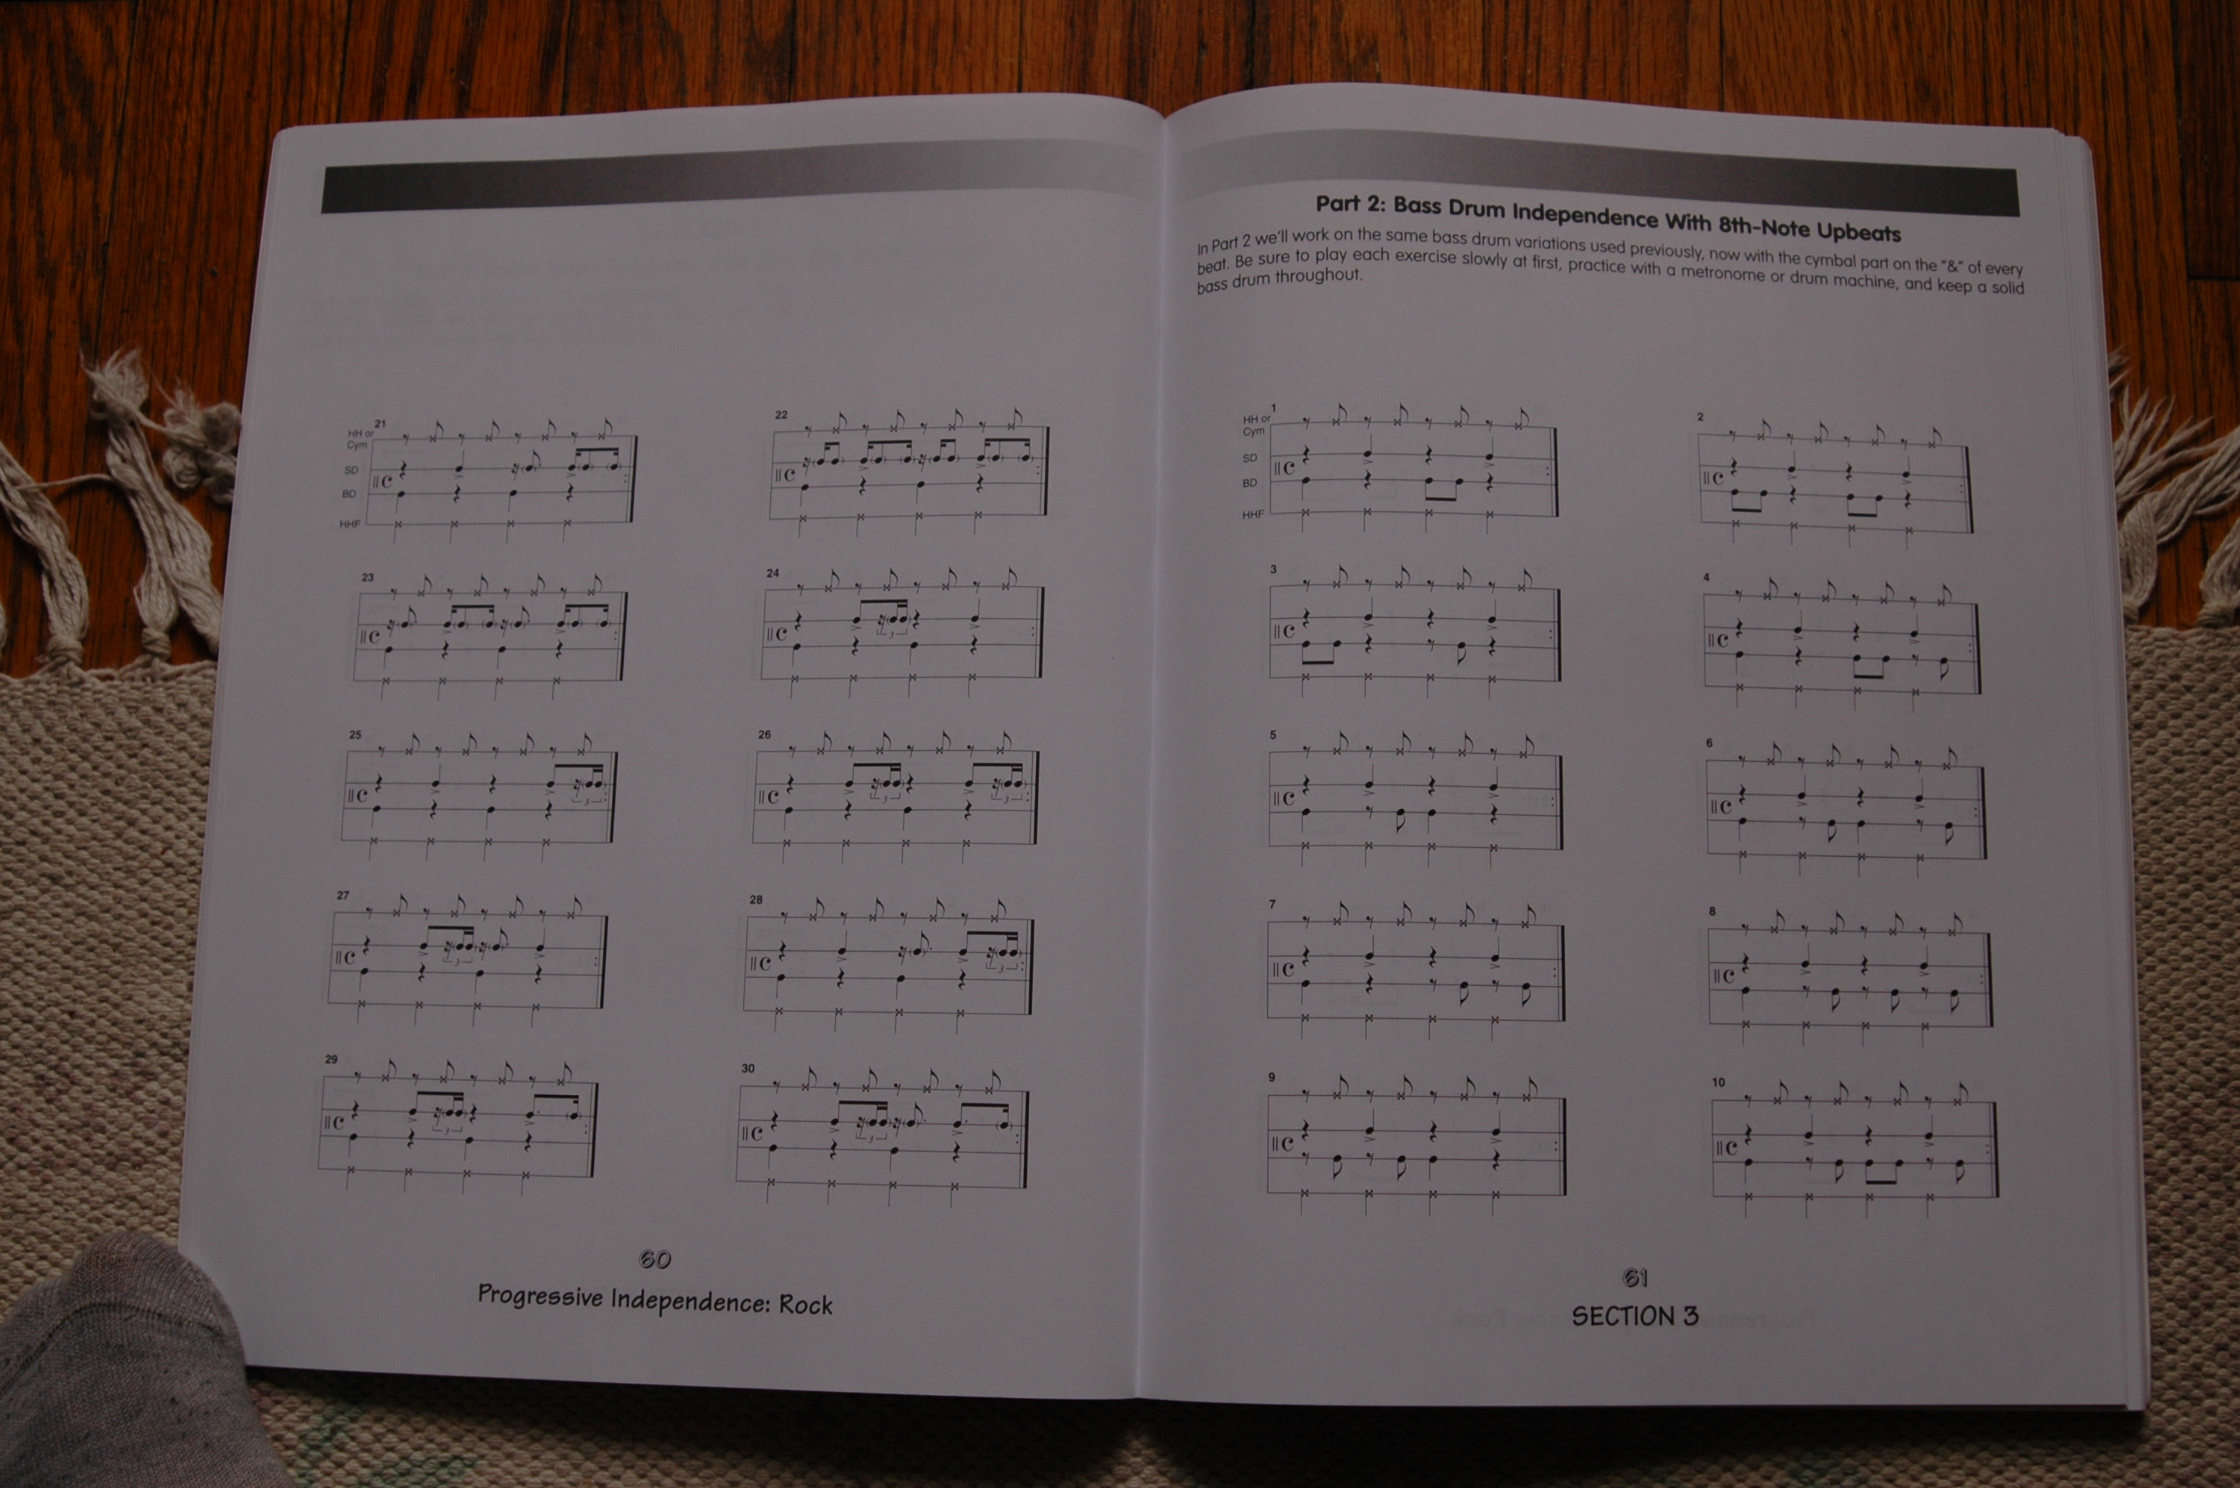 21
22
HH or
Cym
SD
BD
HHF
23
24
25
26
27
28
29
30
60
Progressive Independence: Rock
Part 2: Bass Drum Independence With 8th-Note Upbeats
In Part 2 we'll work on the same bass drum variations used previously, now with the cymbal part on the "&" of every
beat. Be sure to play each exercise slowly at first, practice with a metronome or drum machine, and keep a solid
bass drum throughout.
1
2
HH or
Cym
SD
BD
HHF
3
4
5
6
7
8
9
10
61
SECTION 3